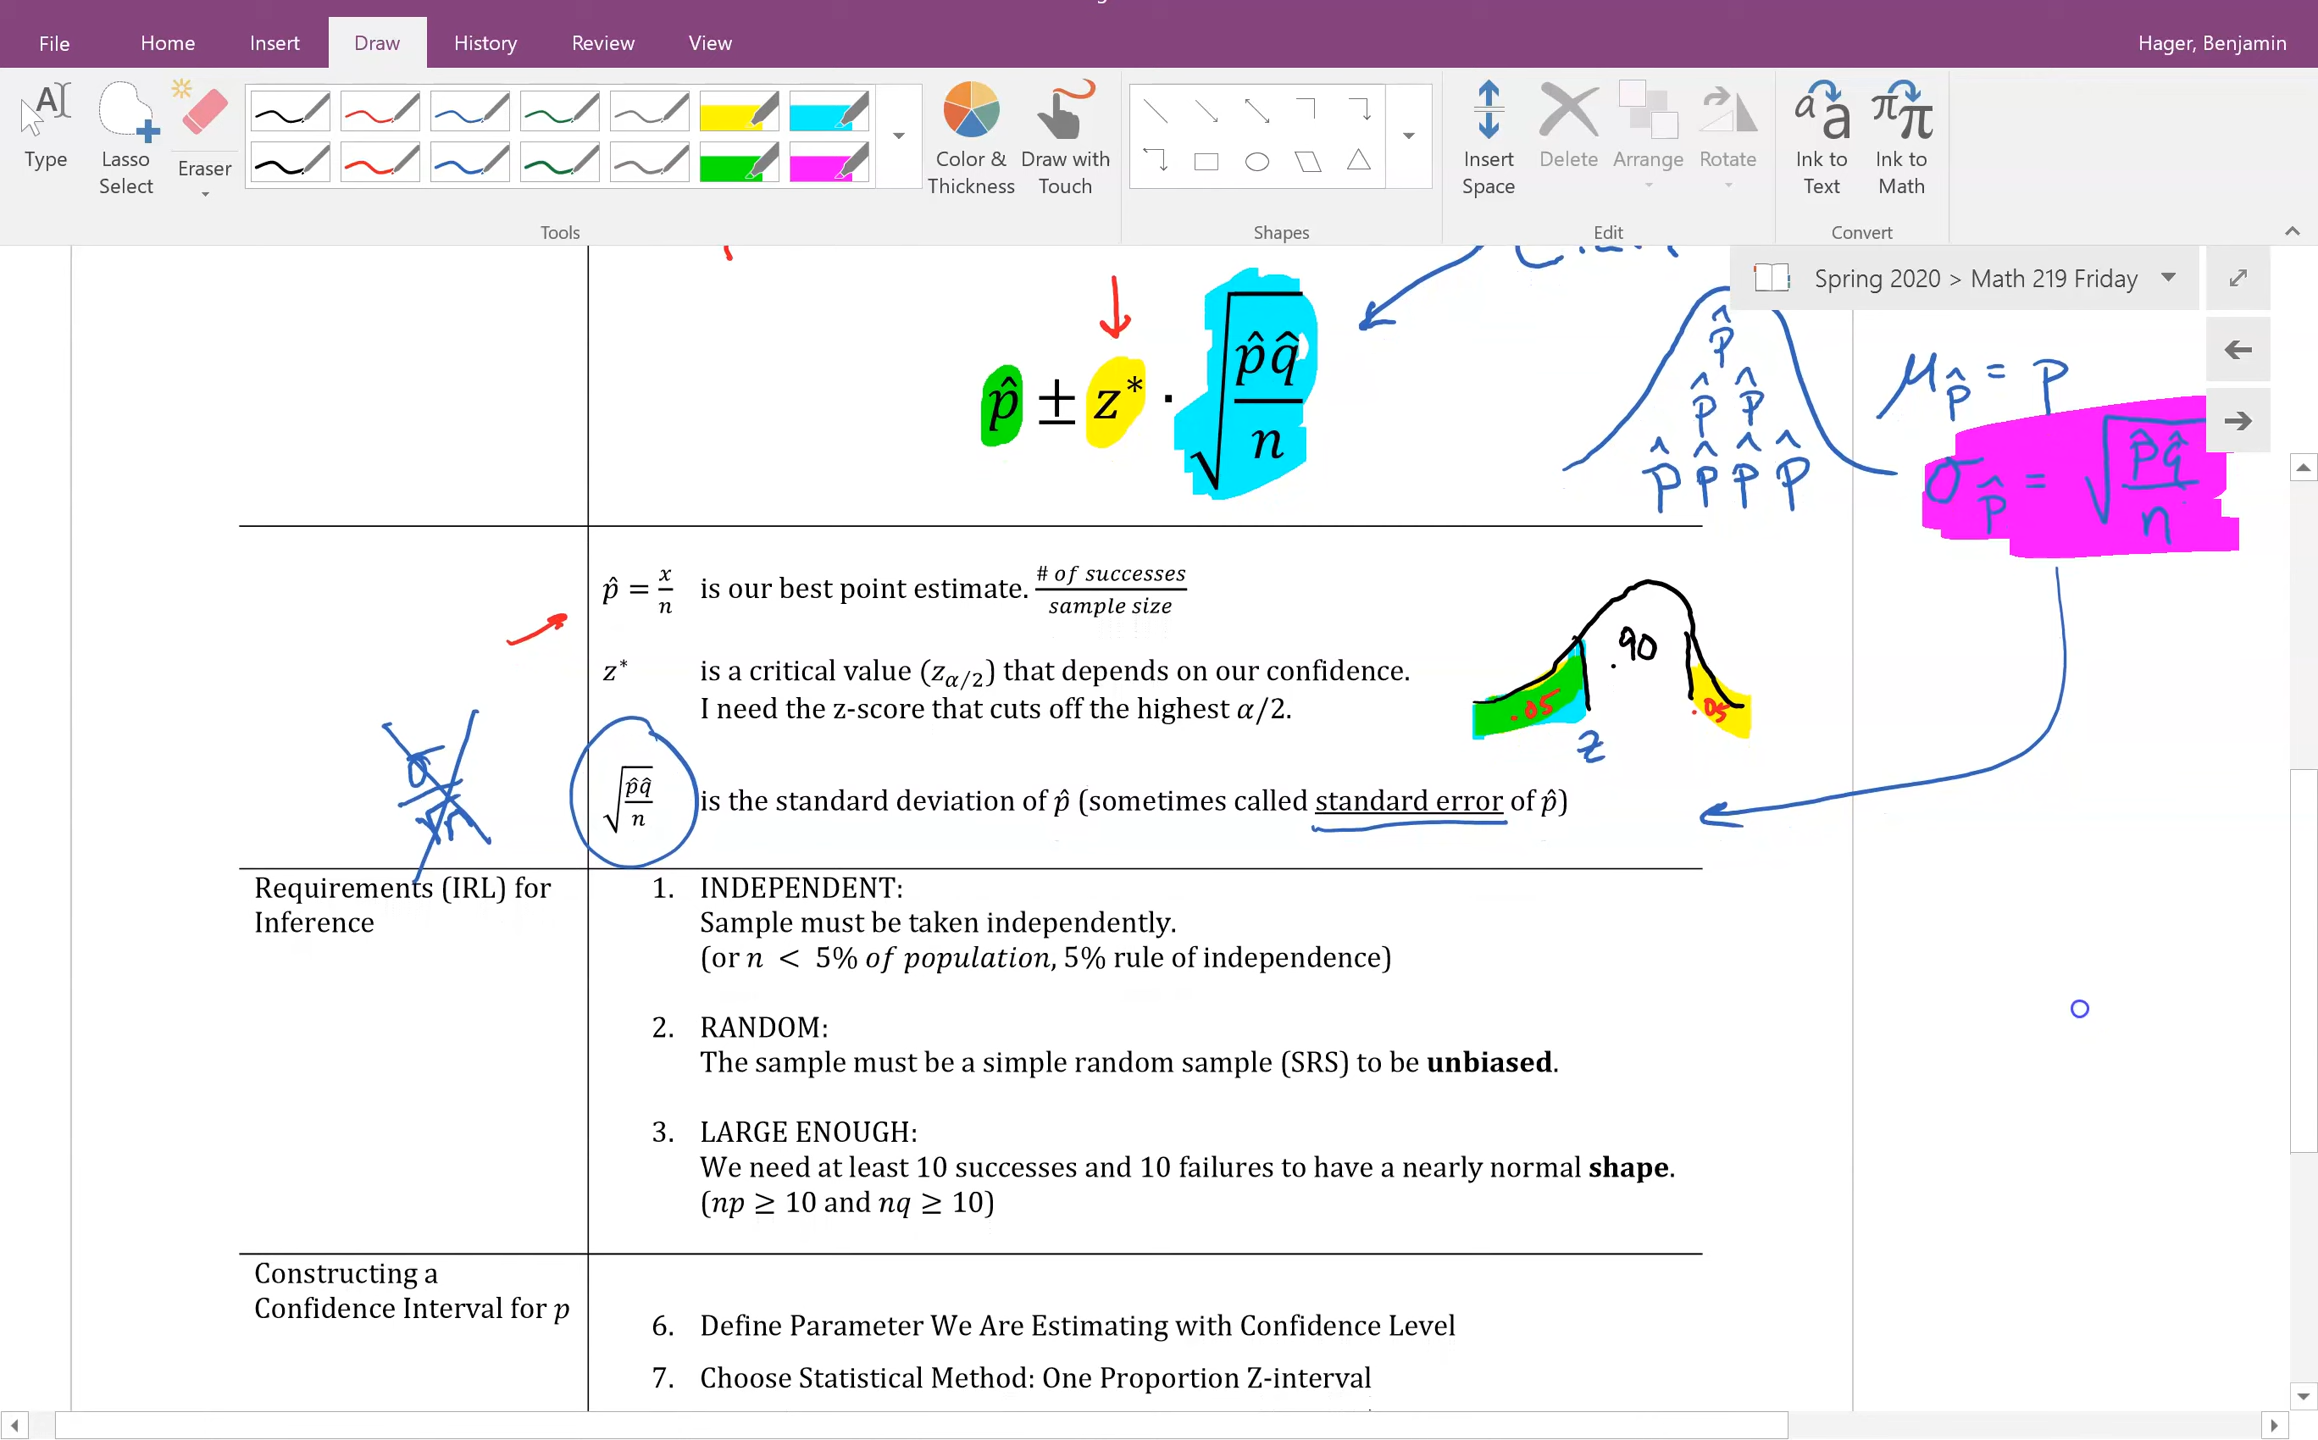 File Home Insert Draw History Review View Hager, Benjamin
Type Lasso Select Eraser Color & Thickness Draw with Touch Insert Space Delete Arrange Rotate Ink to Text Ink to Math
Tools Shapes Edit Convert
Spring 2020 > Math 219 Friday
p̂ ± z* · √(p̂q̂/n)
p̂
p̂ p̂
p̂ p̂ p̂ p̂
μ_p̂ = p
σ_p̂ = √(p̂q̂/n)
p̂ = x/n is our best point estimate. # of successes / sample size
z* is a critical value (z_α/2) that depends on our confidence.
I need the z-score that cuts off the highest α/2.
.90
.05 .05
z
σ/√n
√(p̂q̂/n) is the standard deviation of p̂ (sometimes called standard error of p̂)
Requirements (IRL) for
Inference
1. INDEPENDENT:
Sample must be taken independently.
(or n < 5% of population, 5% rule of independence)
2. RANDOM:
The sample must be a simple random sample (SRS) to be unbiased.
3. LARGE ENOUGH:
We need at least 10 successes and 10 failures to have a nearly normal shape.
(np ≥ 10 and nq ≥ 10)
Constructing a
Confidence Interval for p
6. Define Parameter We Are Estimating with Confidence Level
7. Choose Statistical Method: One Proportion Z-interval